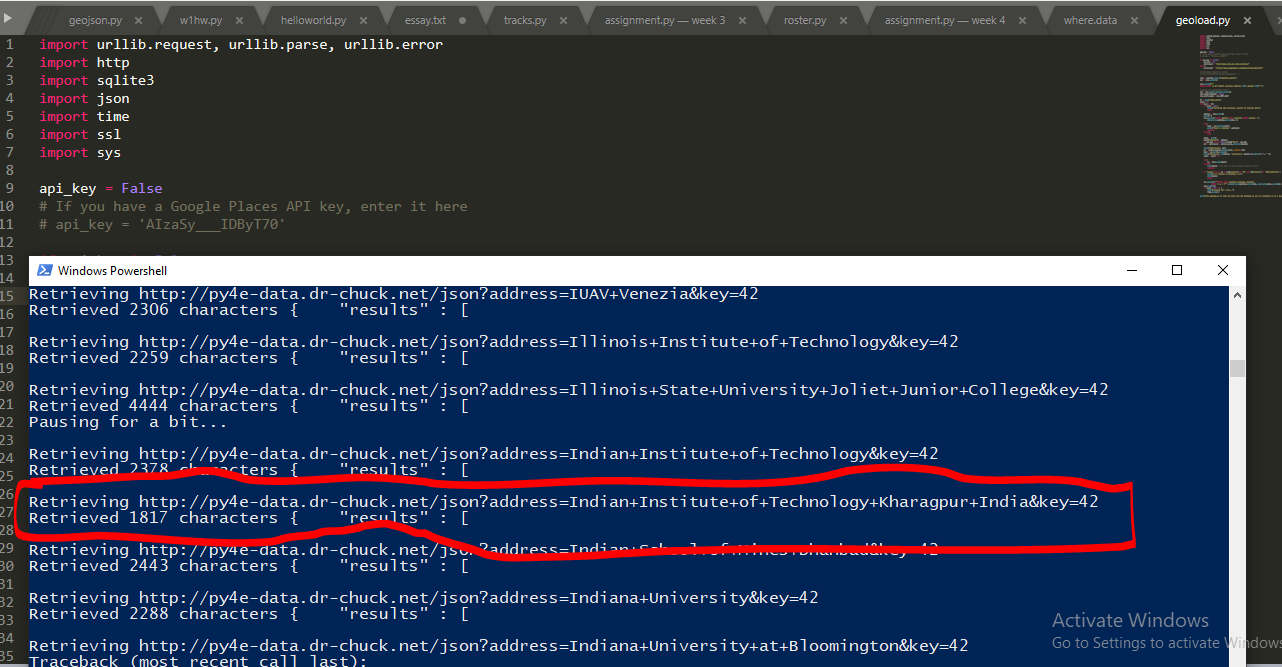 geojson.py × w1hw.py × helloworld.py × essay.txt tracks.py × assignment.py — week 3 × roster.py × assignment.py — week 4 × where.data × geoload.py ×
1 import urllib.request, urllib.parse, urllib.error
2 import http
3 import sqlite3
4 import json
5 import time
6 import ssl
7 import sys
8
9 api_key = False
10 # If you have a Google Places API key, enter it here
11 # api_key = 'AIzaSy___IDByT70'
12
13
14
15
16
17
18
19
20
21
22
23
24
25
26
27
28
29
30
31
32
33
34
35
Windows Powershell
Retrieving http://py4e-data.dr-chuck.net/json?address=IUAV+Venezia&key=42
Retrieved 2306 characters {    "results" : [
Retrieving http://py4e-data.dr-chuck.net/json?address=Illinois+Institute+of+Technology&key=42
Retrieved 2259 characters {    "results" : [
Retrieving http://py4e-data.dr-chuck.net/json?address=Illinois+State+University+Joliet+Junior+College&key=42
Retrieved 4444 characters {    "results" : [
Pausing for a bit...
Retrieving http://py4e-data.dr-chuck.net/json?address=Indian+Institute+of+Technology&key=42
Retrieved 2378 characters {    "results" : [
Retrieving http://py4e-data.dr-chuck.net/json?address=Indian+Institute+of+Technology+Kharagpur+India&key=42
Retrieved 1817 characters {    "results" : [
Retrieving http://py4e-data.dr-chuck.net/json?address=Indian+School+of+Mines+Dhanbad&key=42
Retrieved 2443 characters {    "results" : [
Retrieving http://py4e-data.dr-chuck.net/json?address=Indiana+University&key=42
Retrieved 2288 characters {    "results" : [
Retrieving http://py4e-data.dr-chuck.net/json?address=Indiana+University+at+Bloomington&key=42
Traceback (most recent call last):
Activate Windows
Go to Settings to activate Windows